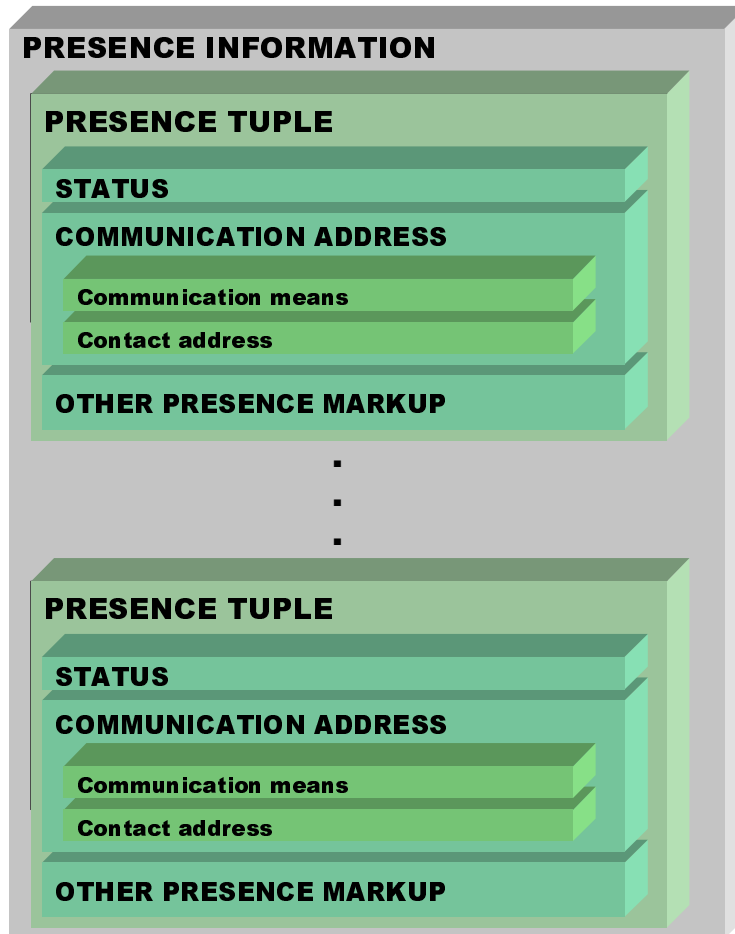 PRESENCE INFORMATION
PRESENCE TUPLE
STATUS
COMMUNICATION ADDRESS
Communication means
Contact address
OTHER PRESENCE MARKUP
.
.
.
PRESENCE TUPLE
STATUS
COMMUNICATION ADDRESS
Communication means
Contact address
OTHER PRESENCE MARKUP